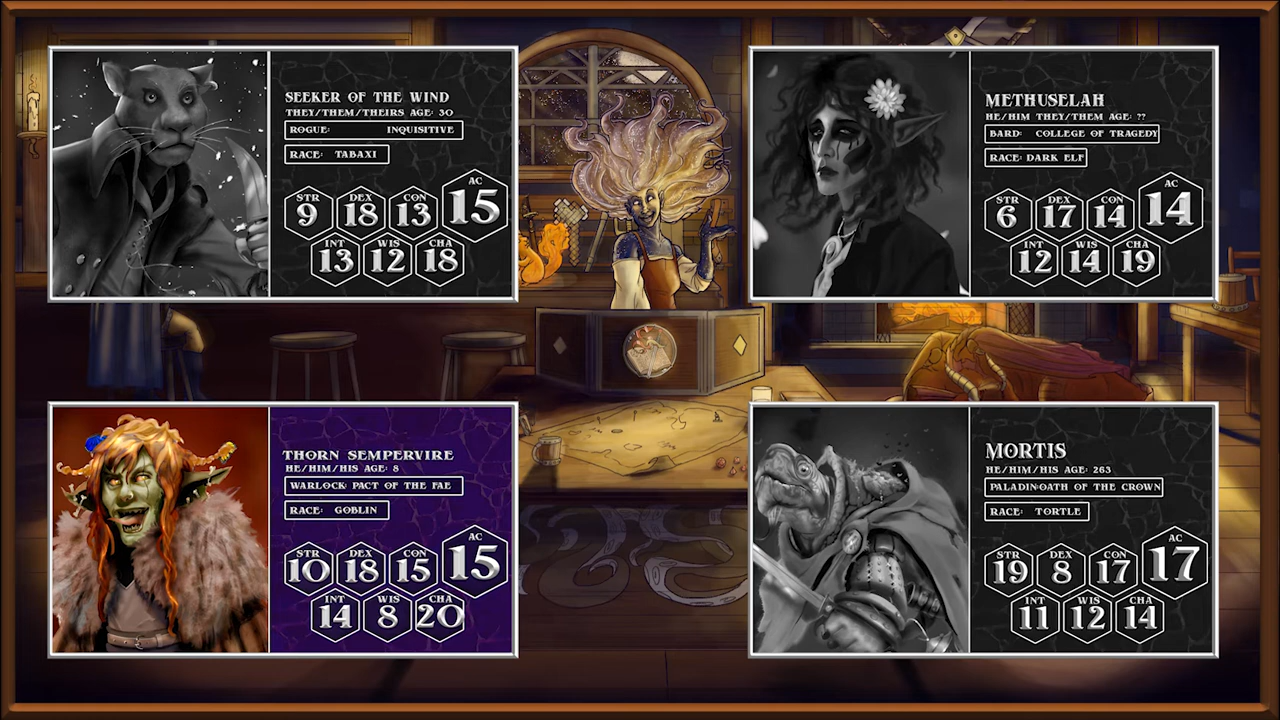 SEEKER OF THE WIND
THEY/THEM/THEIRS AGE: 30
ROGUE: INQUISITIVE
RACE: TABAXI
STR DEX CON AC
9 18 13 15
INT WIS CHA
13 12 18
METHUSELAH
HE/HIM THEY/THEM AGE: ??
BARD: COLLEGE OF TRAGEDY
RACE: DARK ELF
STR DEX CON AC
6 17 14 14
INT WIS CHA
12 14 19
THORN SEMPERVIRE
HE/HIM/HIS AGE: 8
WARLOCK: PACT OF THE FAE
RACE: GOBLIN
STR DEX CON AC
10 18 15 15
INT WIS CHA
14 8 20
MORTIS
HE/HIM/HIS AGE: 263
PALADIN:OATH OF THE CROWN
RACE: TORTLE
STR DEX CON AC
19 8 17 17
INT WIS CHA
11 12 14